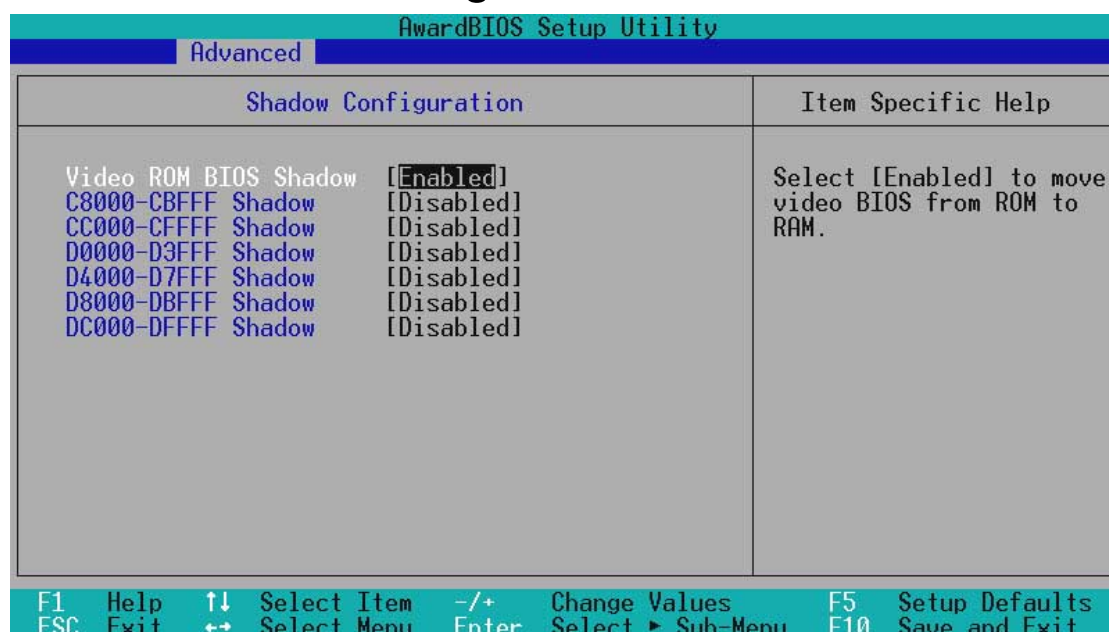 AwardBIOS Setup Utility
Advanced
Shadow Configuration
Item Specific Help
Video ROM BIOS Shadow [Enabled]
C8000-CBFFF Shadow [Disabled]
CC000-CFFFF Shadow [Disabled]
D0000-D3FFF Shadow [Disabled]
D4000-D7FFF Shadow [Disabled]
D8000-DBFFF Shadow [Disabled]
DC000-DFFFF Shadow [Disabled]
Select [Enabled] to move
video BIOS from ROM to
RAM.
F1 Help ↑↓ Select Item -/+ Change Values F5 Setup Defaults
ESC Exit ←→ Select Menu Enter Select ► Sub-Menu F10 Save and Exit